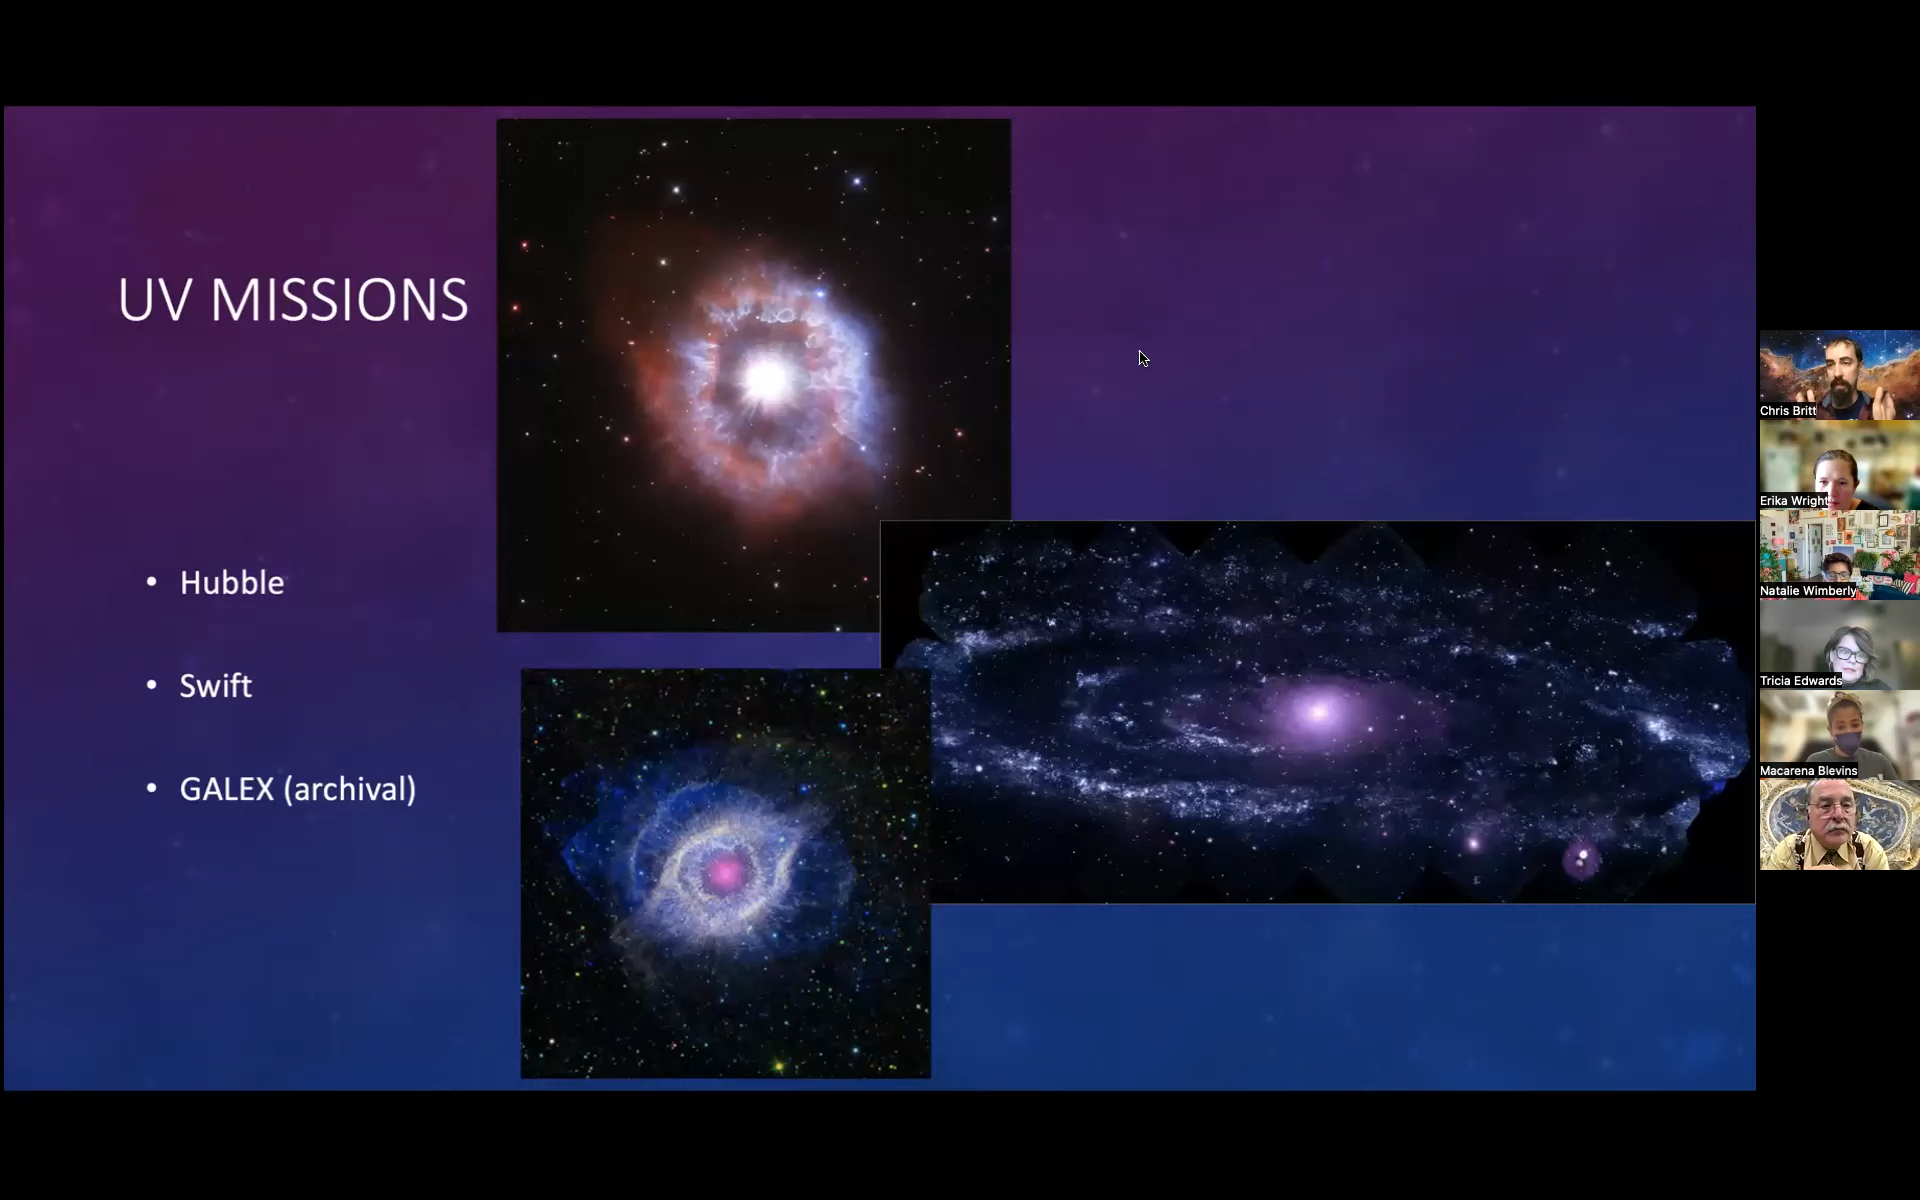 UV MISSIONS
• Hubble
• Swift
• GALEX (archival)
Chris Britt
Erika Wright
Natalie Wimberly
Tricia Edwards
Macarena Blevins